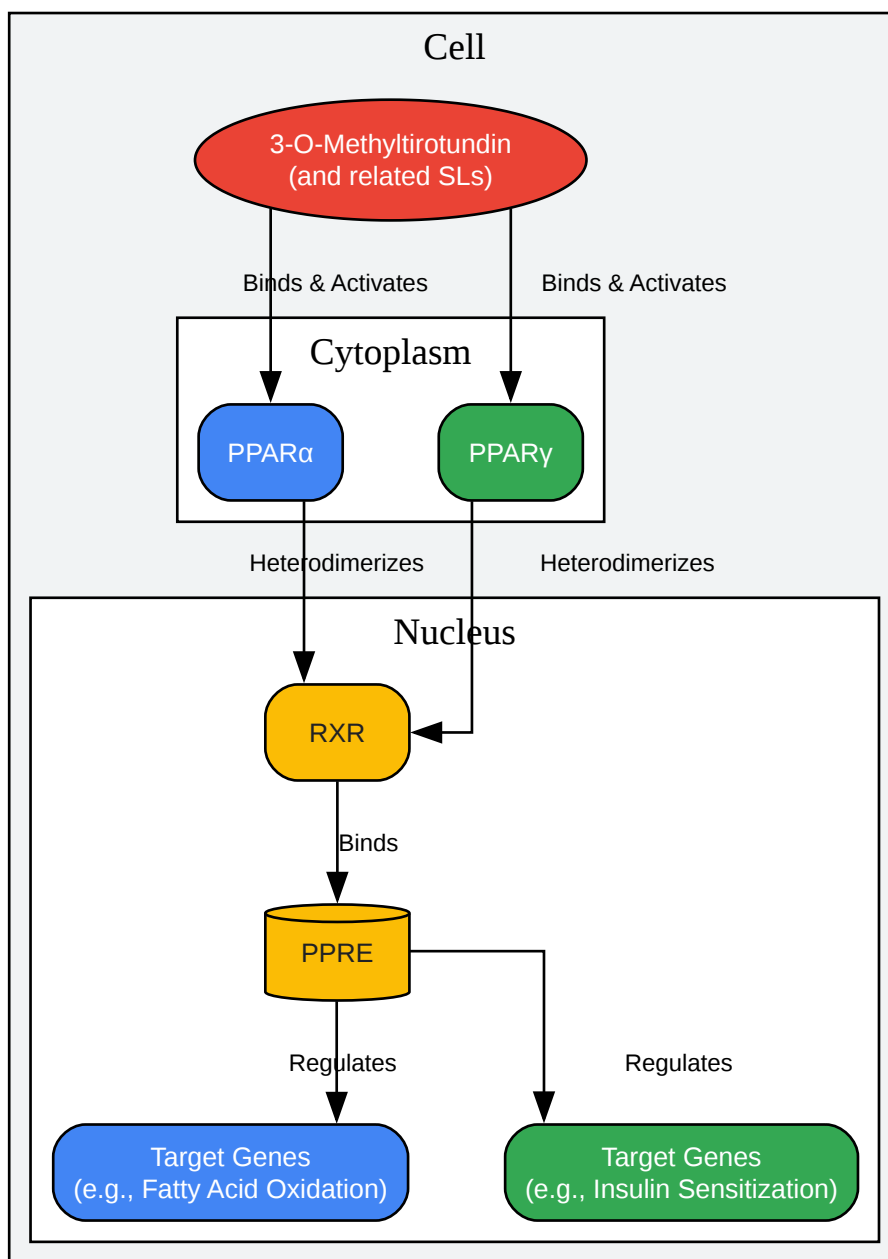 Cell
3-O-Methyltirotundin
(and related SLs)
Binds & Activates
Binds & Activates
Cytoplasm
PPARα
PPARγ
Heterodimerizes
Heterodimerizes
Nucleus
RXR
Binds
PPRE
Regulates
Regulates
Target Genes
(e.g., Fatty Acid Oxidation)
Target Genes
(e.g., Insulin Sensitization)